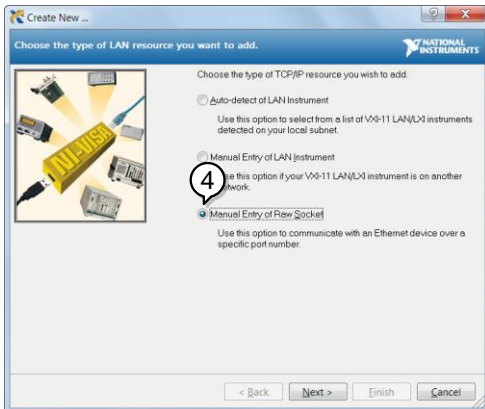 Create New ...
Choose the type of LAN resource you want to add.
NATIONAL
INSTRUMENTS
Choose the type of TCP/IP resource you wish to add.
Auto-detect of LAN Instrument
Use this option to select from a list of VXI-11 LAN/LXI instruments
detected on your local subnet.
Manual Entry of LAN Instrument
use this option if your VXI-11 LAN/LXI instrument is on another
network.
4
Manual Entry of Raw Socket
Use this option to communicate with an Ethernet device over a
specific port number.
NI-VISA
< Back
Next >
Finish
Cancel